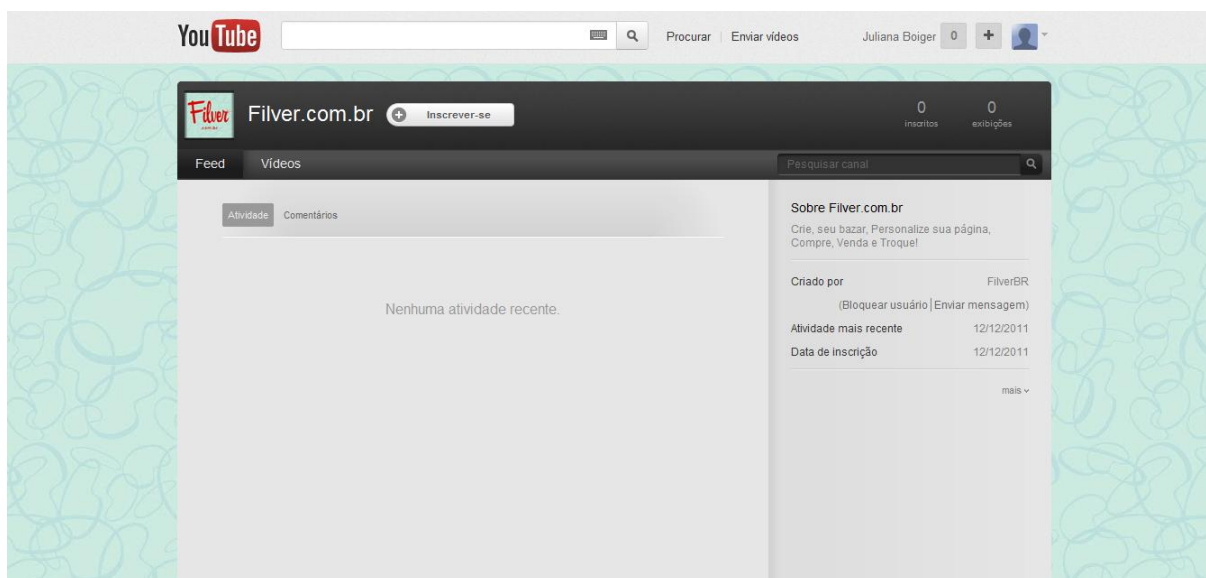 YouTube
Procurar
Enviar vídeos
Juliana Boiger
0
+
Filver
.com.br
Filver.com.br
Inscrever-se
0
inscritos
0
exibições
Feed
Vídeos
Pesquisar canal
Atividade
Comentários
Nenhuma atividade recente.
Sobre Filver.com.br
Crie, seu bazar, Personalize sua página,
Compre, Venda e Troque!
Criado por
FilverBR
(Bloquear usuário|Enviar mensagem)
Atividade mais recente
12/12/2011
Data de inscrição
12/12/2011
mais